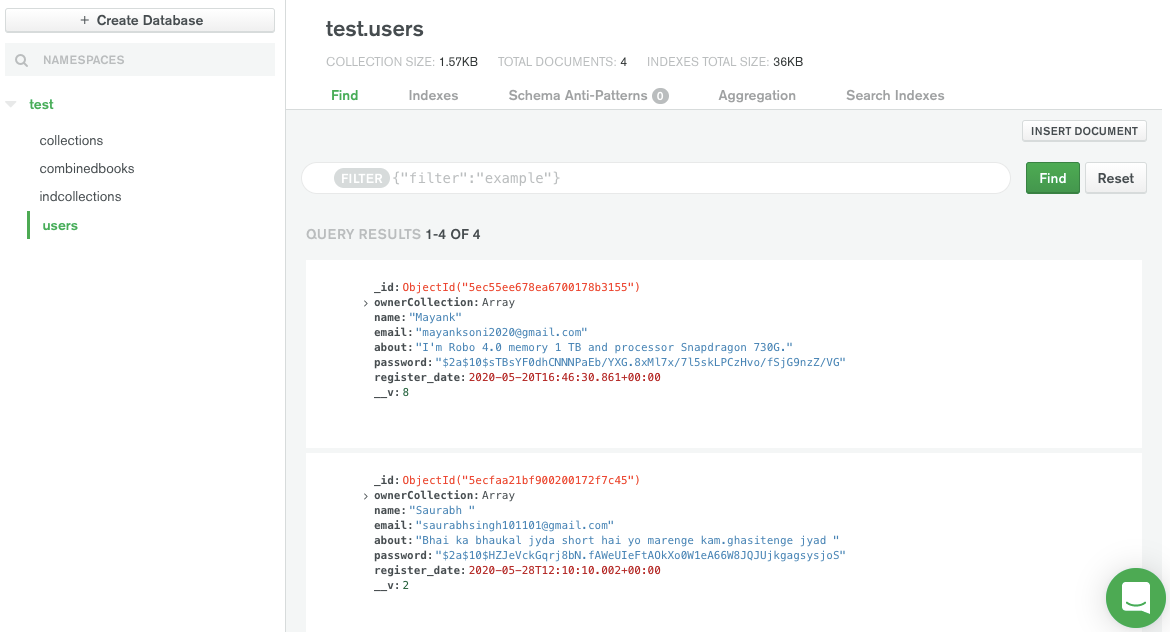 + Create Database
NAMESPACES
test
collections
combinedbooks
indcollections
users
test.users
COLLECTION SIZE: 1.57KB TOTAL DOCUMENTS: 4 INDEXES TOTAL SIZE: 36KB
Find Indexes Schema Anti-Patterns 0 Aggregation Search Indexes
INSERT DOCUMENT
FILTER {"filter":"example"} Find Reset
QUERY RESULTS 1-4 OF 4
_id: ObjectId("5ec55ee678ea6700178b3155")
> ownerCollection: Array
name: "Mayank"
email: "mayanksoni2020@gmail.com"
about: "I'm Robo 4.0 memory 1 TB and processor Snapdragon 730G."
password: "$2a$10$sTBsYF0dhCNNNPaEb/YXG.8xMl7x/7l5skLPCzHvo/fSjG9nzZ/VG"
register_date: 2020-05-20T16:46:30.861+00:00
__v: 8
_id: ObjectId("5ecfaa21bf900200172f7c45")
> ownerCollection: Array
name: "Saurabh "
email: "saurabhsingh101101@gmail.com"
about: "Bhai ka bhaukal jyda short hai yo marenge kam.ghasitenge jyad "
password: "$2a$10$HZJeVckGqrj8bN.fAWeUIeFtAOkXo0W1eA66W8JQJUjkgagsysjoS"
register_date: 2020-05-28T12:10:10.002+00:00
__v: 2